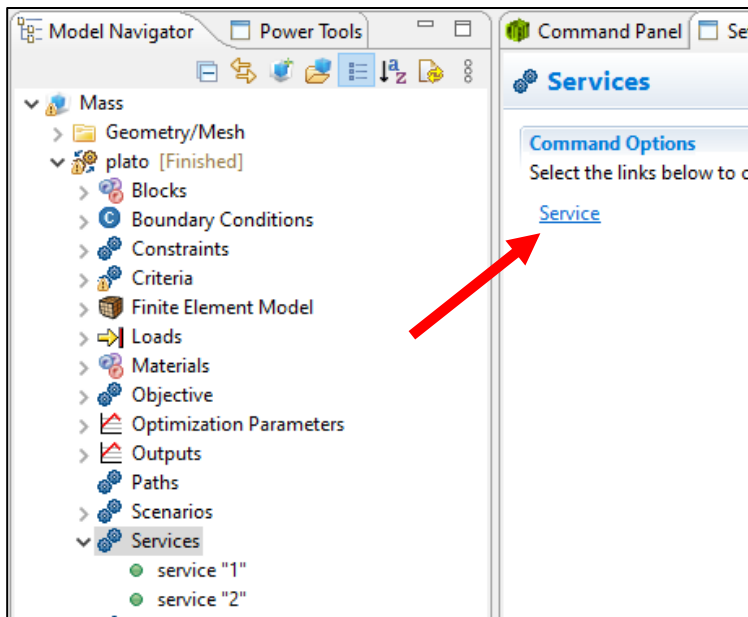 Model Navigator Power Tools
Command Panel Se
Services
Mass
Geometry/Mesh
plato [Finished]
Blocks
Boundary Conditions
Constraints
Criteria
Finite Element Model
Loads
Materials
Objective
Optimization Parameters
Outputs
Paths
Scenarios
Services
service "1"
service "2"
Command Options
Select the links below to c
Service